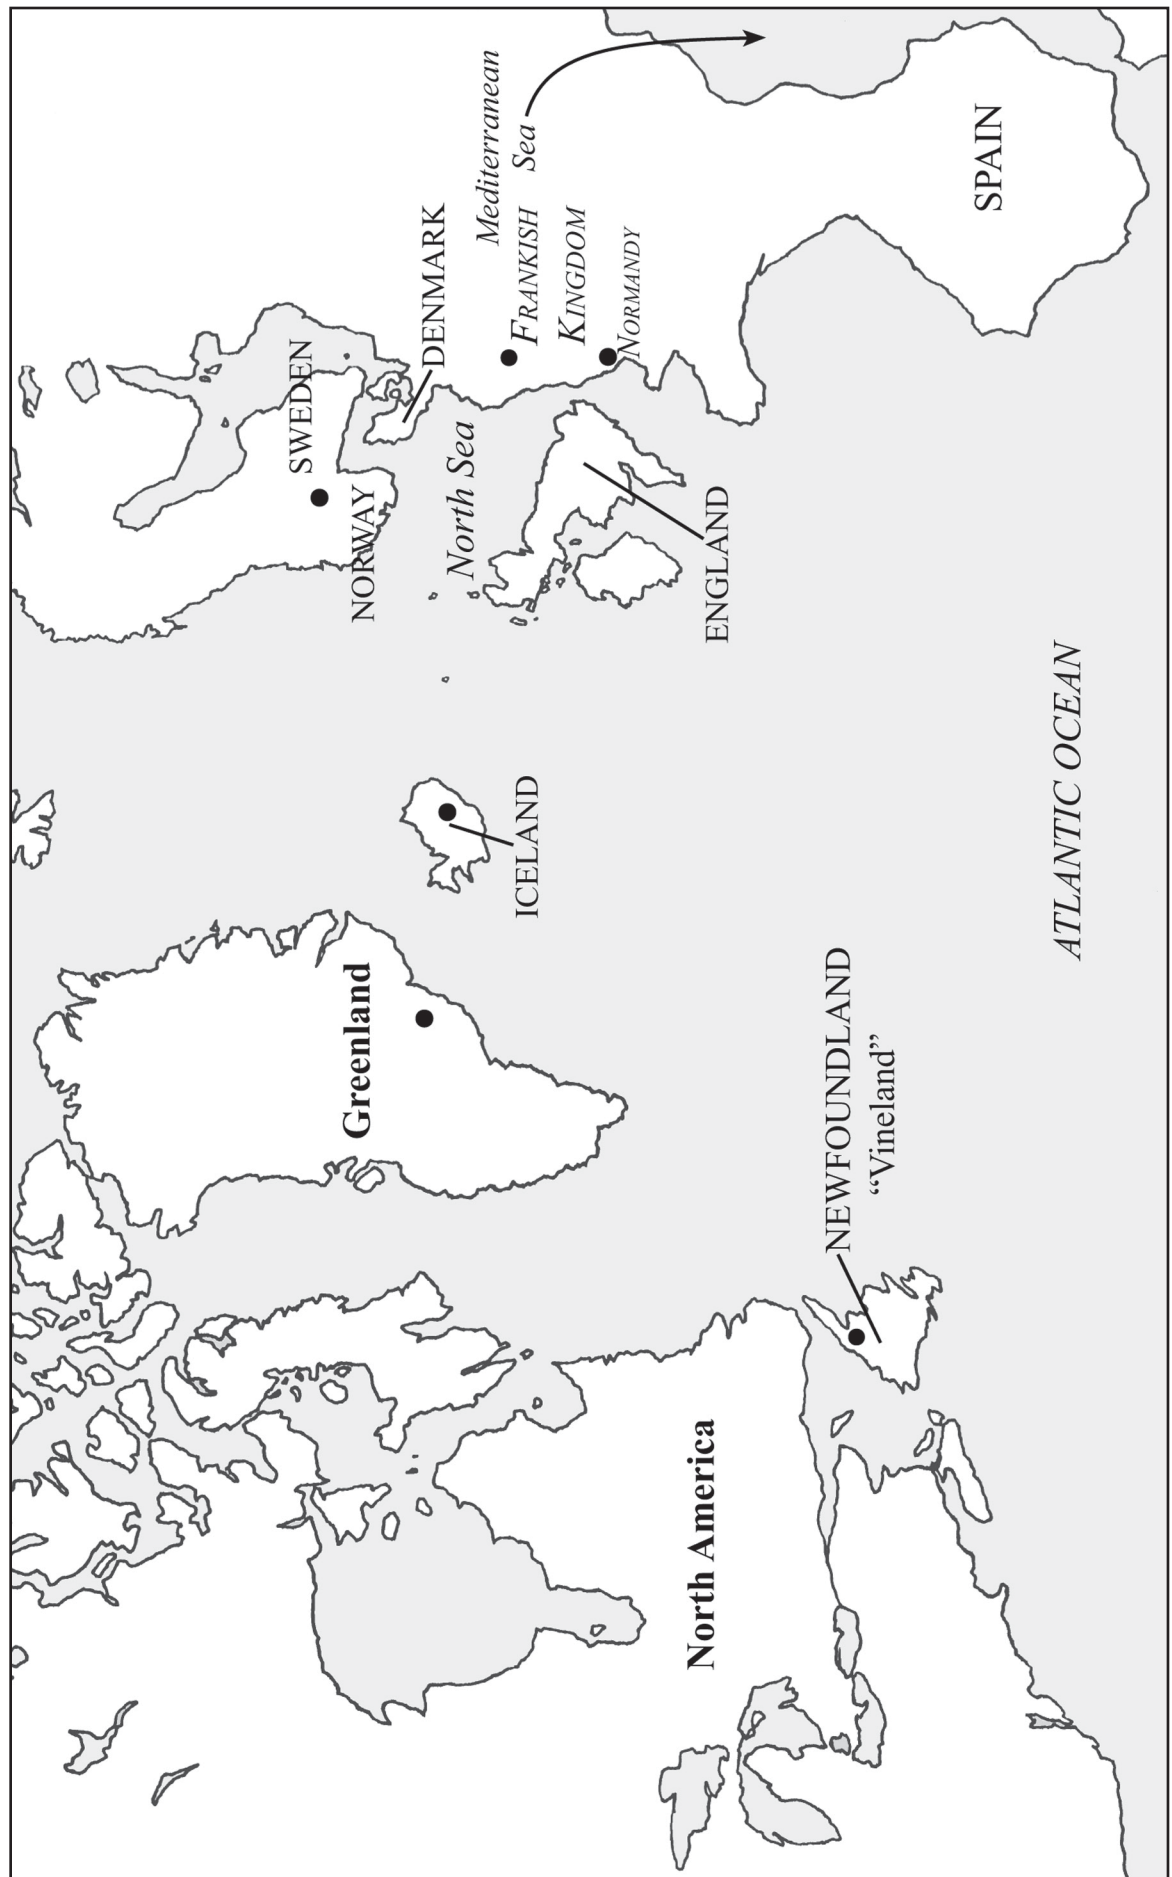 Greenland
ICELAND
NORWAY
SWEDEN
DENMARK
North Sea
Mediterranean
Sea
FRANKISH
KINGDOM
NORMANDY
ENGLAND
North America
NEWFOUNDLAND
“Vineland”
ATLANTIC OCEAN
SPAIN